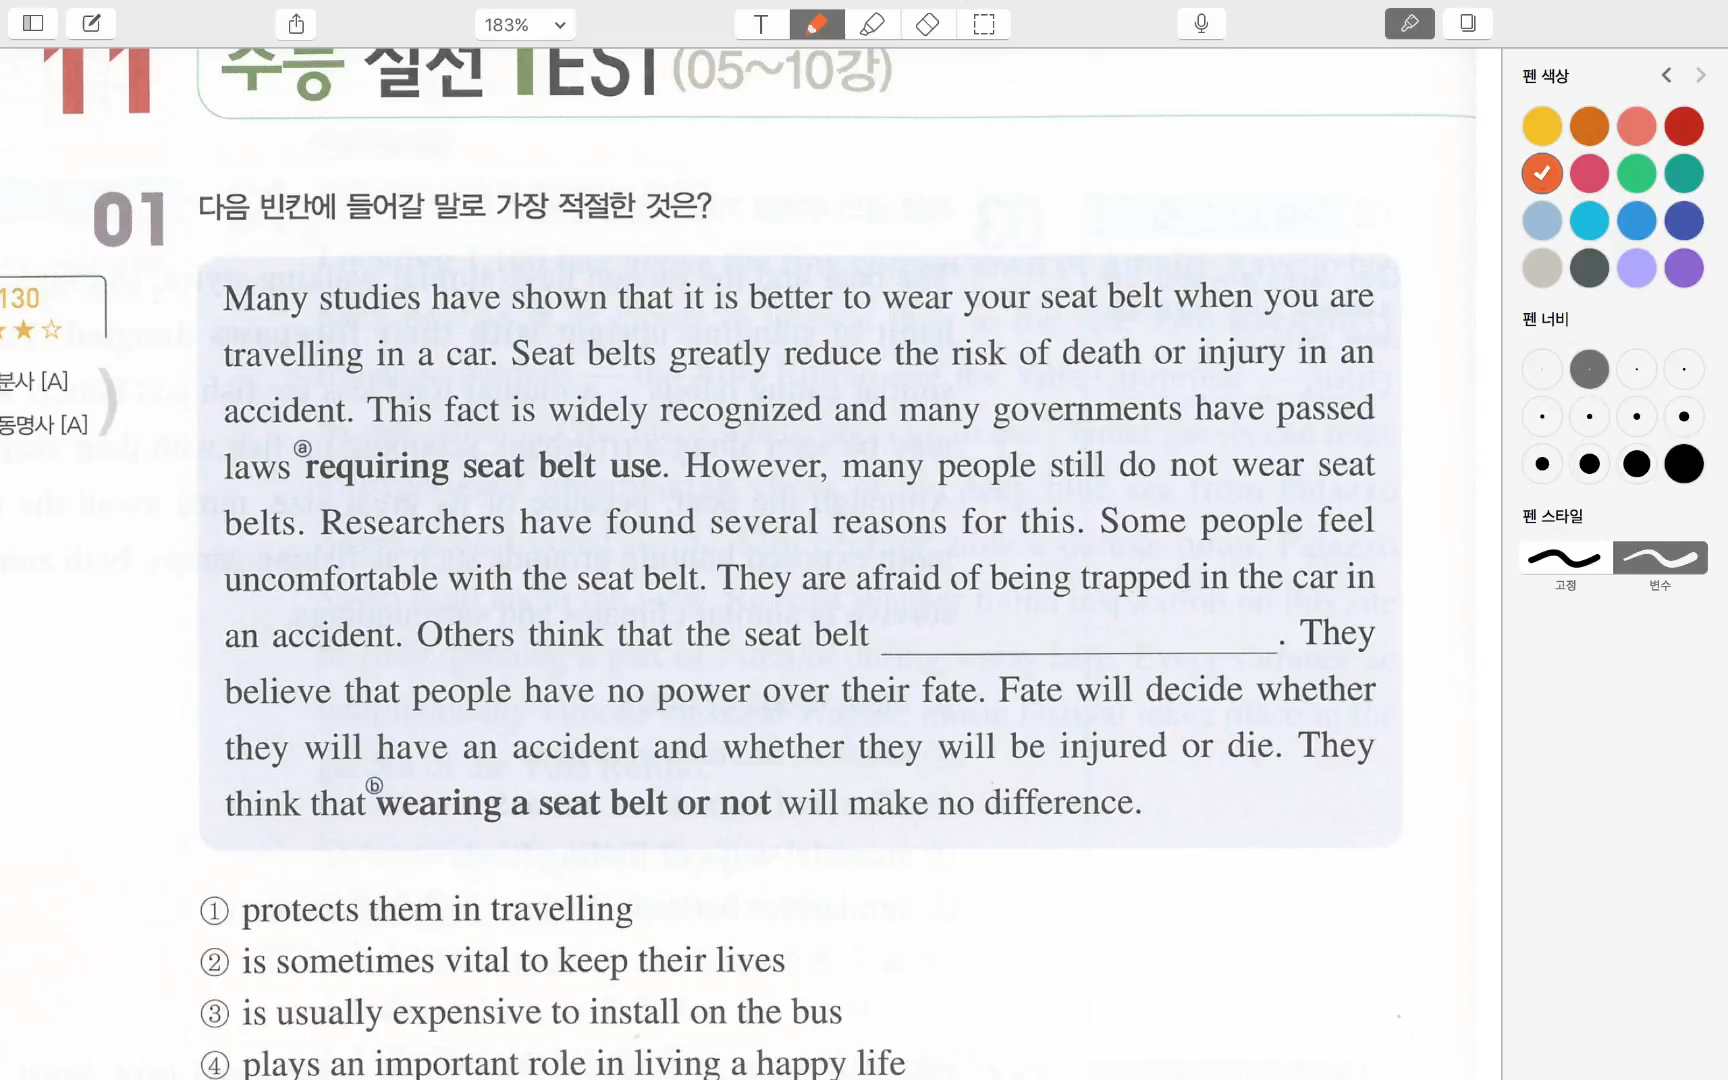 183%
T
펜 색상
11 수능 실전 TEST (05~10강)
01 다음 빈칸에 들어갈 말로 가장 적절한 것은?
130
★ ☆
분사 [A]
동명사 [A]
Many studies have shown that it is better to wear your seat belt when you are
travelling in a car. Seat belts greatly reduce the risk of death or injury in an
accident. This fact is widely recognized and many governments have passed
laws ⓐrequiring seat belt use. However, many people still do not wear seat
belts. Researchers have found several reasons for this. Some people feel
uncomfortable with the seat belt. They are afraid of being trapped in the car in
an accident. Others think that the seat belt ____________________. They
believe that people have no power over their fate. Fate will decide whether
they will have an accident and whether they will be injured or die. They
think that ⓑwearing a seat belt or not will make no difference.
① protects them in travelling
② is sometimes vital to keep their lives
③ is usually expensive to install on the bus
④ plays an important role in living a happy life
펜 너비
펜 스타일
고정
변수